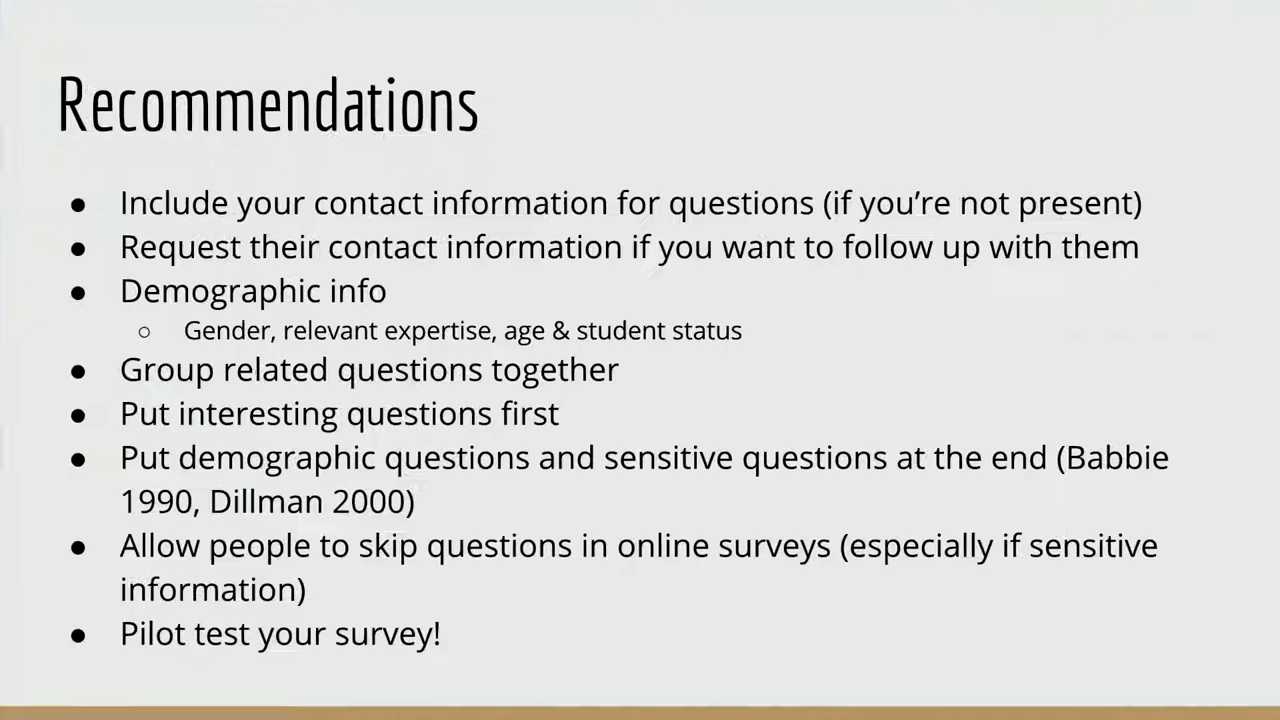 Recommendations
● Include your contact information for questions (if you’re not present)
● Request their contact information if you want to follow up with them
● Demographic info
○ Gender, relevant expertise, age & student status
● Group related questions together
● Put interesting questions first
● Put demographic questions and sensitive questions at the end (Babbie
1990, Dillman 2000)
● Allow people to skip questions in online surveys (especially if sensitive
information)
● Pilot test your survey!